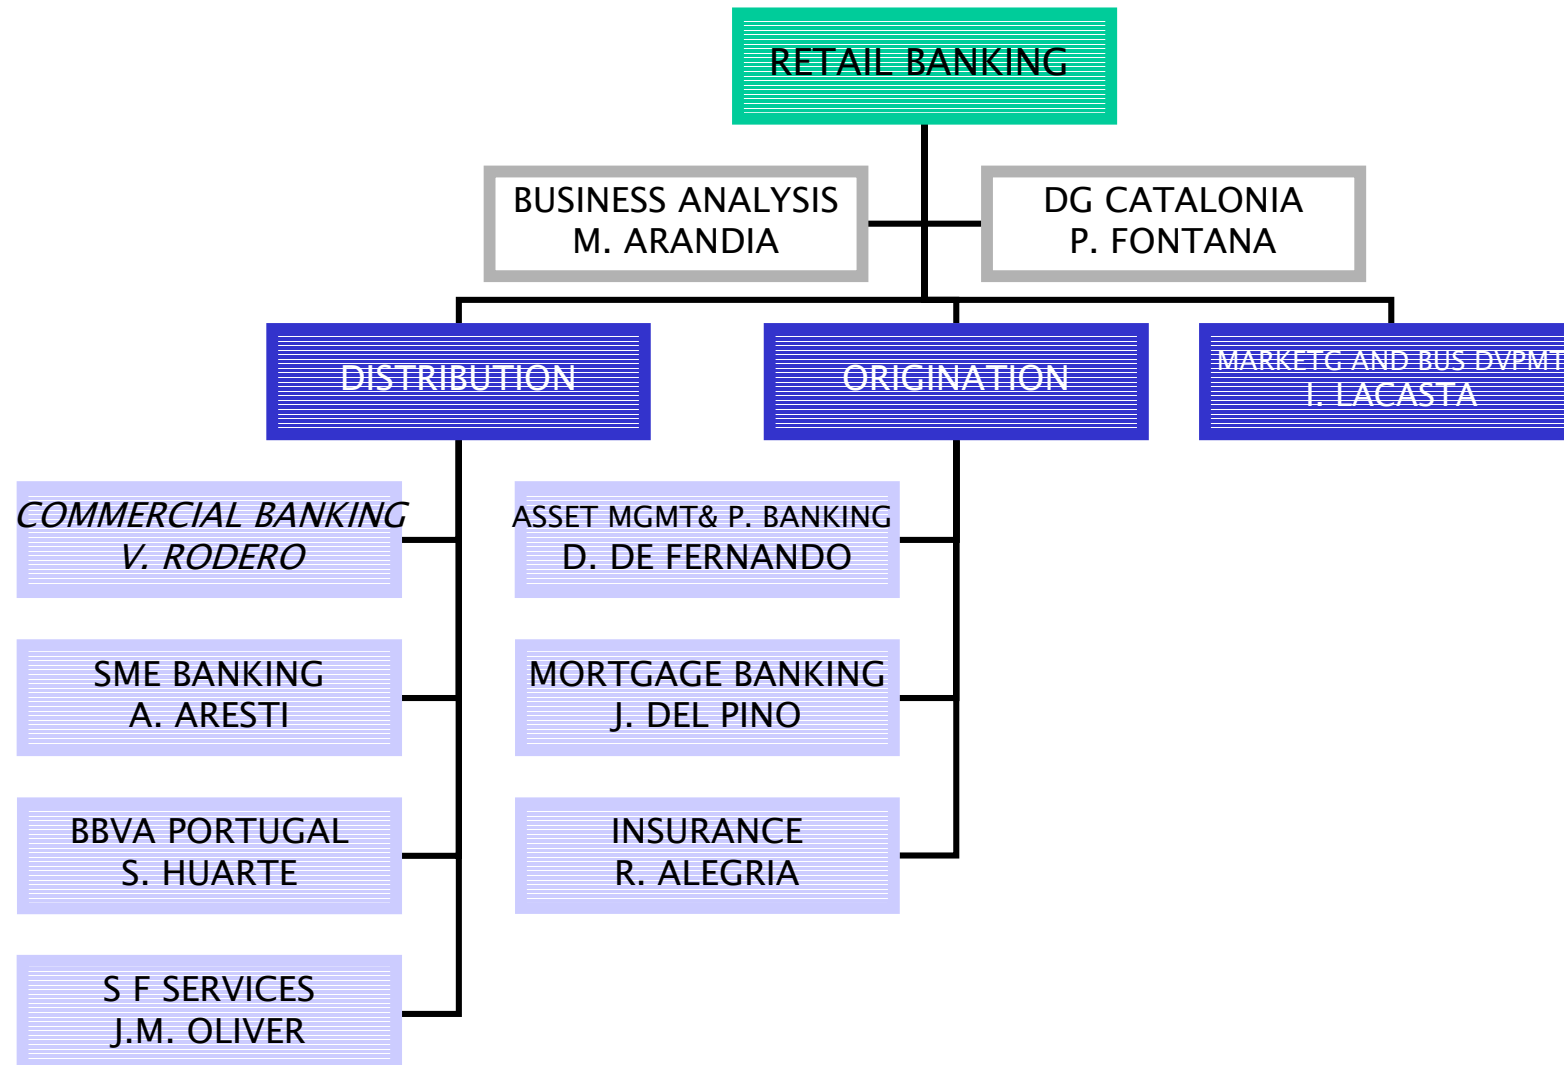 RETAIL BANKING
BUSINESS ANALYSIS
M. ARANDIA
DG CATALONIA
P. FONTANA
DISTRIBUTION
ORIGINATION
MARKETG AND BUS DVPMT
I. LACASTA
COMMERCIAL BANKING
V. RODERO
ASSET MGMT& P. BANKING
D. DE FERNANDO
SME BANKING
A. ARESTI
MORTGAGE BANKING
J. DEL PINO
BBVA PORTUGAL
S. HUARTE
INSURANCE
R. ALEGRIA
S F SERVICES
J.M. OLIVER